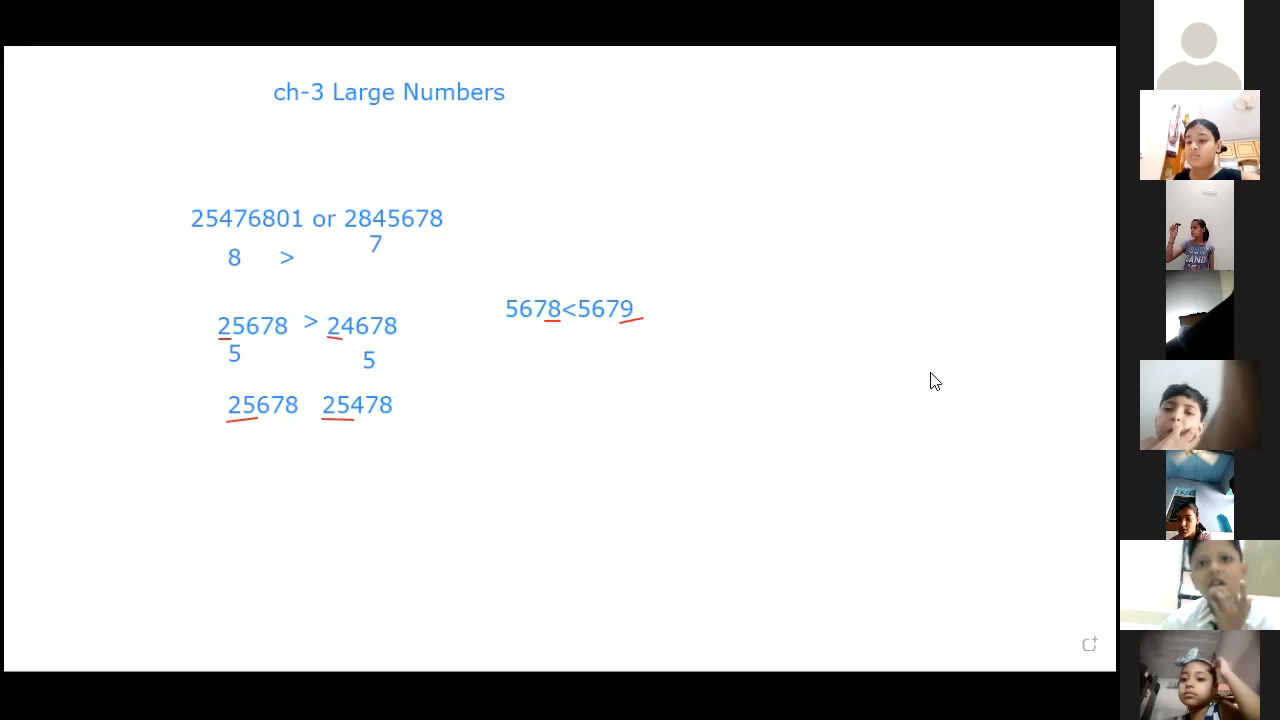 ch-3 Large Numbers
25476801 or 2845678
8 > 7
25678 > 24678
5 5
5678<5679
25678 25478